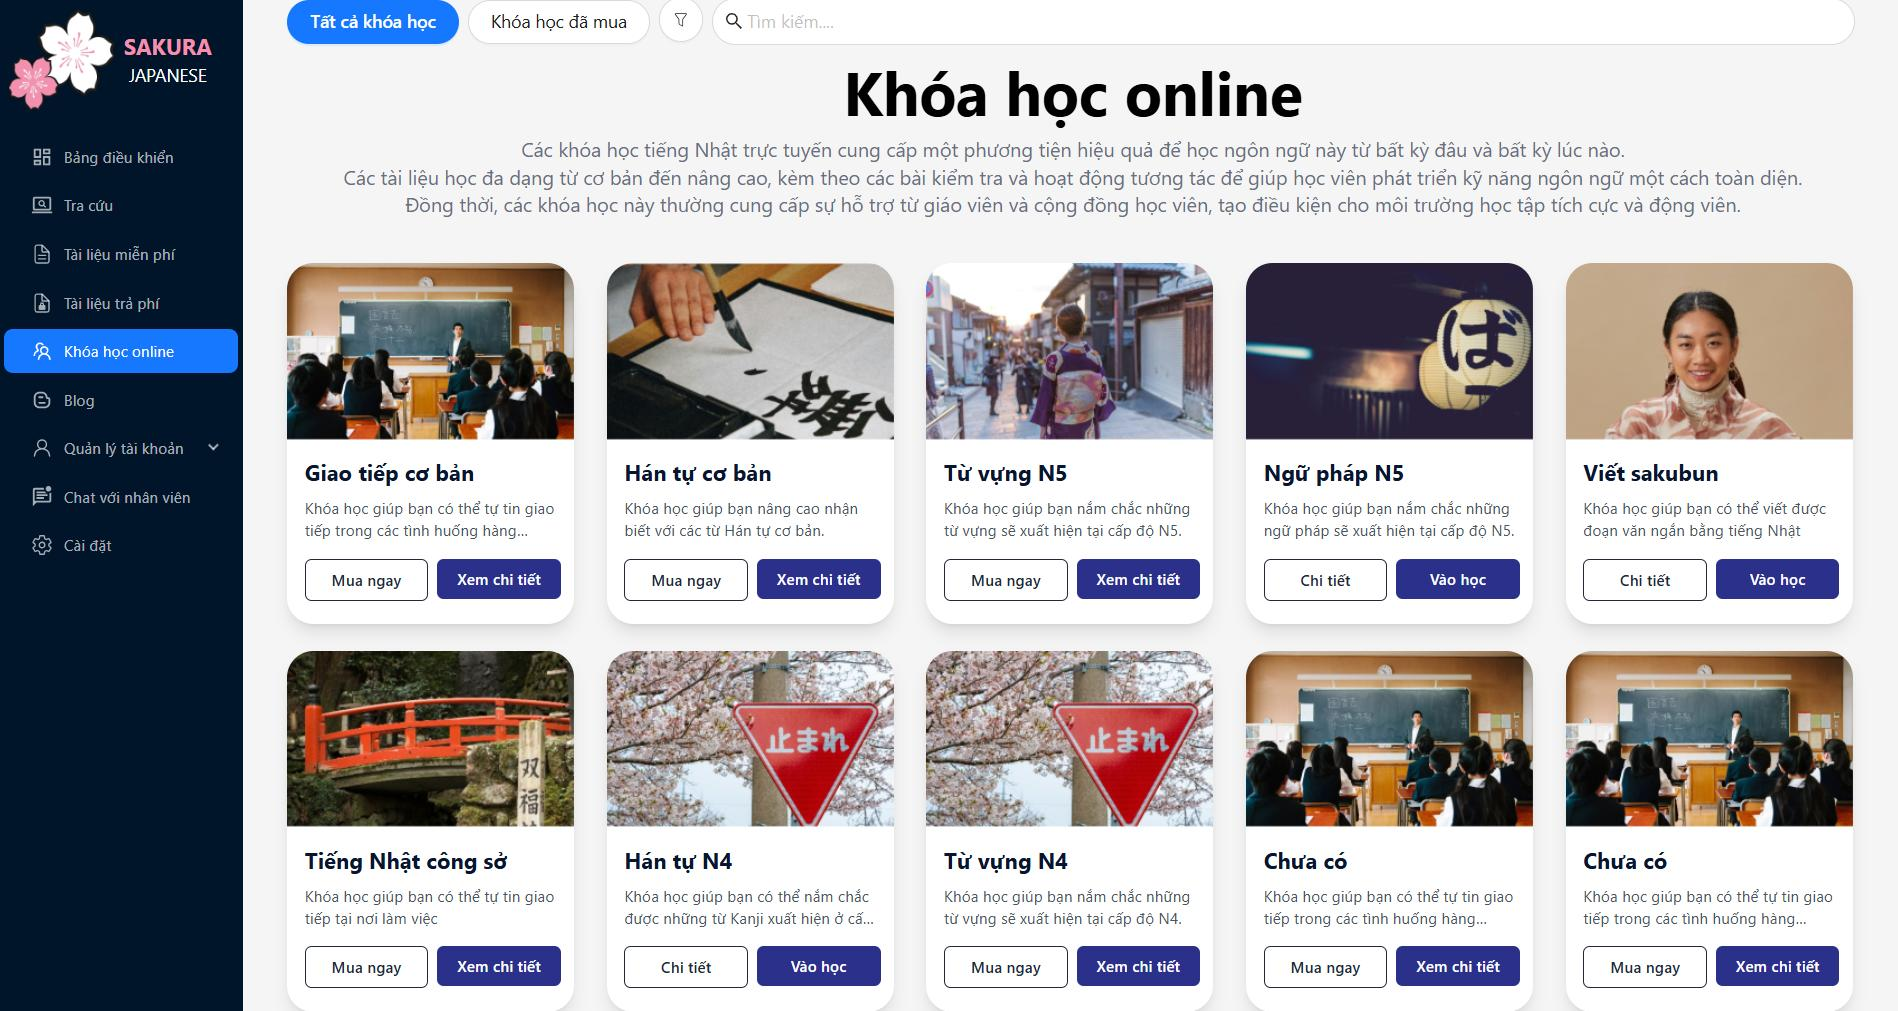 SAKURA
JAPANESE
Bảng điều khiển
Tra cứu
Tài liệu miễn phí
Tài liệu trả phí
Khóa học online
Blog
Quản lý tài khoản
Chat với nhân viên
Cài đặt
Tất cả khóa học
Khóa học đã mua
Tìm kiếm....
Khóa học online
Các khóa học tiếng Nhật trực tuyến cung cấp một phương tiện hiệu quả để học ngôn ngữ này từ bất kỳ đâu và bất kỳ lúc nào.
Các tài liệu học đa dạng từ cơ bản đến nâng cao, kèm theo các bài kiểm tra và hoạt động tương tác để giúp học viên phát triển kỹ năng ngôn ngữ một cách toàn diện.
Đồng thời, các khóa học này thường cung cấp sự hỗ trợ từ giáo viên và cộng đồng học viên, tạo điều kiện cho môi trường học tập tích cực và động viên.
Giao tiếp cơ bản
Khóa học giúp bạn có thể tự tin giao
tiếp trong các tình huống hàng...
Mua ngay
Xem chi tiết
Hán tự cơ bản
Khóa học giúp bạn nâng cao nhận
biết với các từ Hán tự cơ bản.
Mua ngay
Xem chi tiết
Từ vựng N5
Khóa học giúp bạn nắm chắc những
từ vựng sẽ xuất hiện tại cấp độ N5.
Mua ngay
Xem chi tiết
ば
Ngữ pháp N5
Khóa học giúp bạn nắm chắc những
ngữ pháp sẽ xuất hiện tại cấp độ N5.
Chi tiết
Vào học
Viết sakubun
Khóa học giúp bạn có thể viết được
đoạn văn ngắn bằng tiếng Nhật
Chi tiết
Vào học
双
福
Tiếng Nhật công sở
Khóa học giúp bạn có thể tự tin giao
tiếp tại nơi làm việc
Mua ngay
Xem chi tiết
止まれ
Hán tự N4
Khóa học giúp bạn có thể nắm chắc
được những từ Kanji xuất hiện ở cấ...
Chi tiết
Vào học
止まれ
Từ vựng N4
Khóa học giúp bạn nắm chắc những
từ vựng sẽ xuất hiện tại cấp độ N4.
Mua ngay
Xem chi tiết
Chưa có
Khóa học giúp bạn có thể tự tin giao
tiếp trong các tình huống hàng...
Mua ngay
Xem chi tiết
Chưa có
Khóa học giúp bạn có thể tự tin giao
tiếp trong các tình huống hàng...
Mua ngay
Xem chi tiết